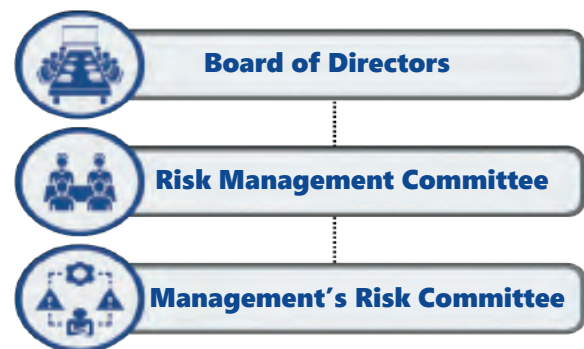 Board of Directors
Risk Management Committee
Management’s Risk Committee